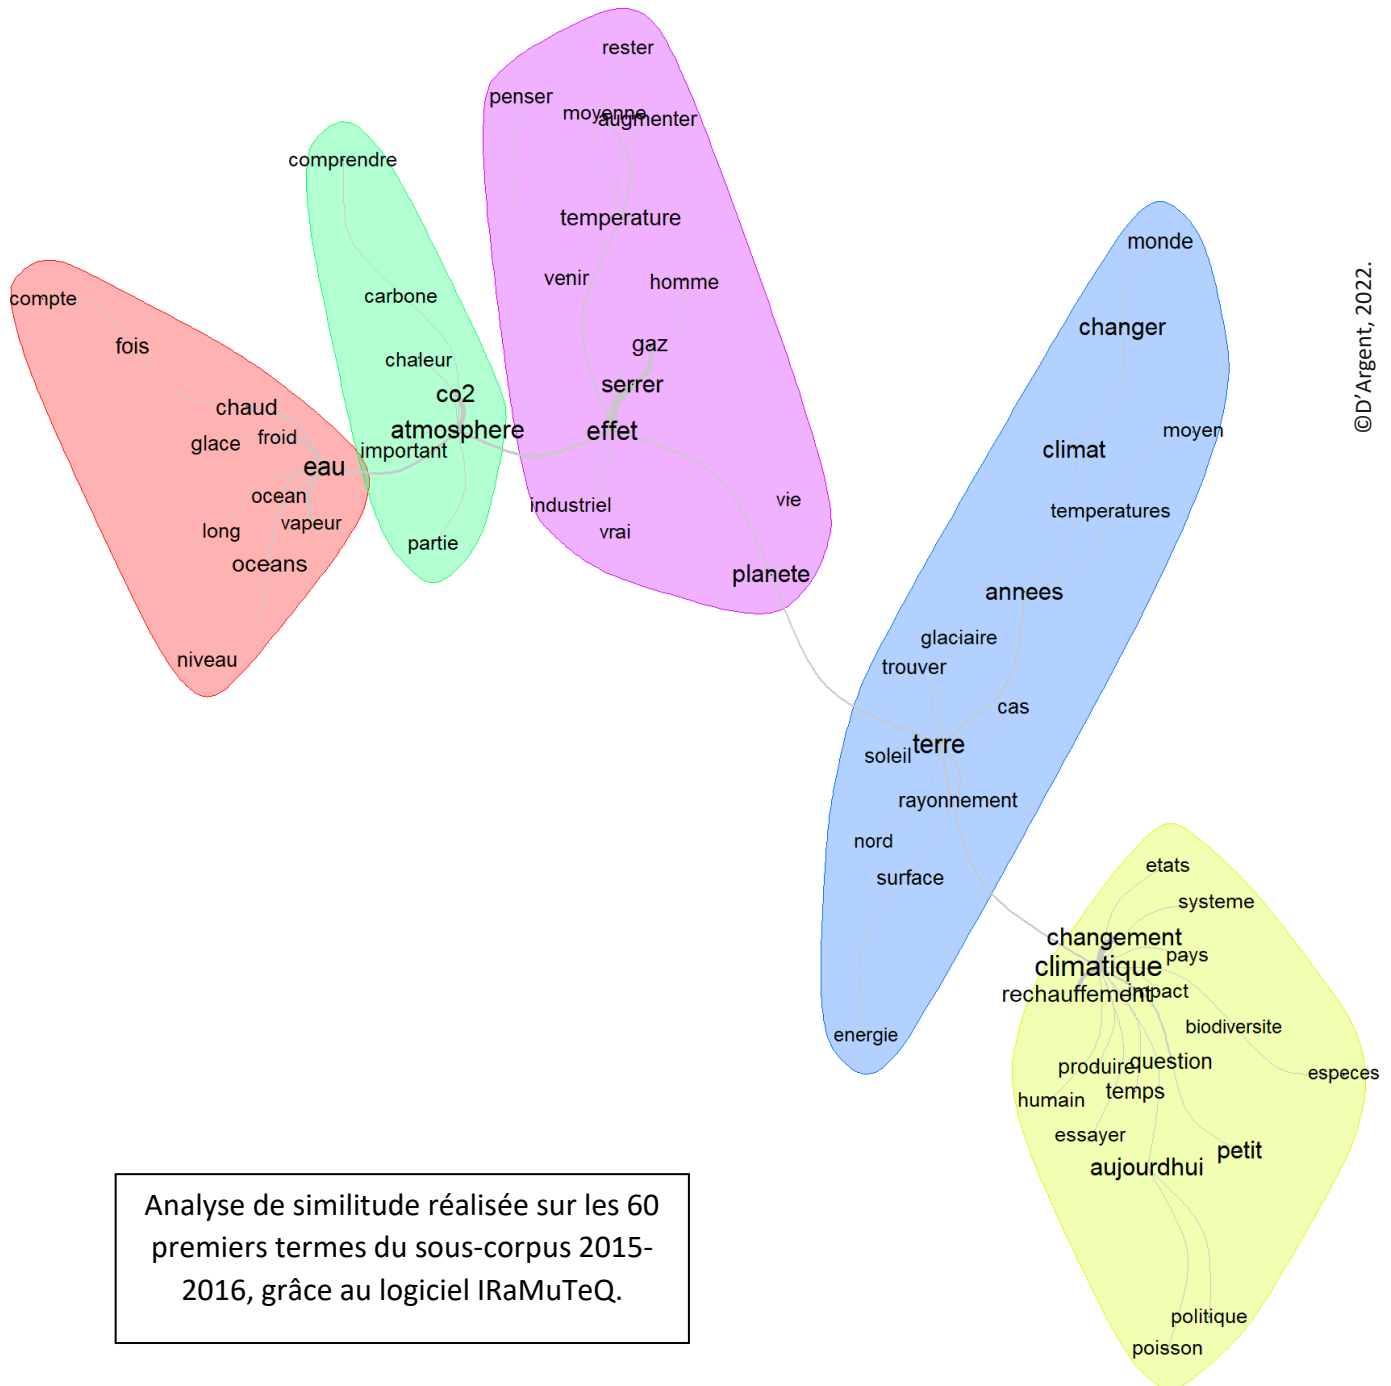 rester
penser
moyenne
augmenter
comprendre
temperature
monde
venir
homme
carbone
compte
changer
fois
gaz
chaleur
serrer
co2
chaud
atmosphere
effet
moyen
froid
glace
important
climat
eau
ocean
vie
industriel
temperatures
vapeur
long
vrai
partie
oceans
planete
annees
glaciaire
niveau
trouver
cas
terre
soleil
rayonnement
nord
surface
etats
systeme
changement
pays
climatique
impact
rechauffement
biodiversite
energie
question
produire
especes
temps
humain
essayer
petit
aujourdhui
politique
poisson
©D’Argent, 2022.
Analyse de similitude réalisée sur les 60
premiers termes du sous-corpus 2015-
2016, grâce au logiciel IRaMuTeQ.